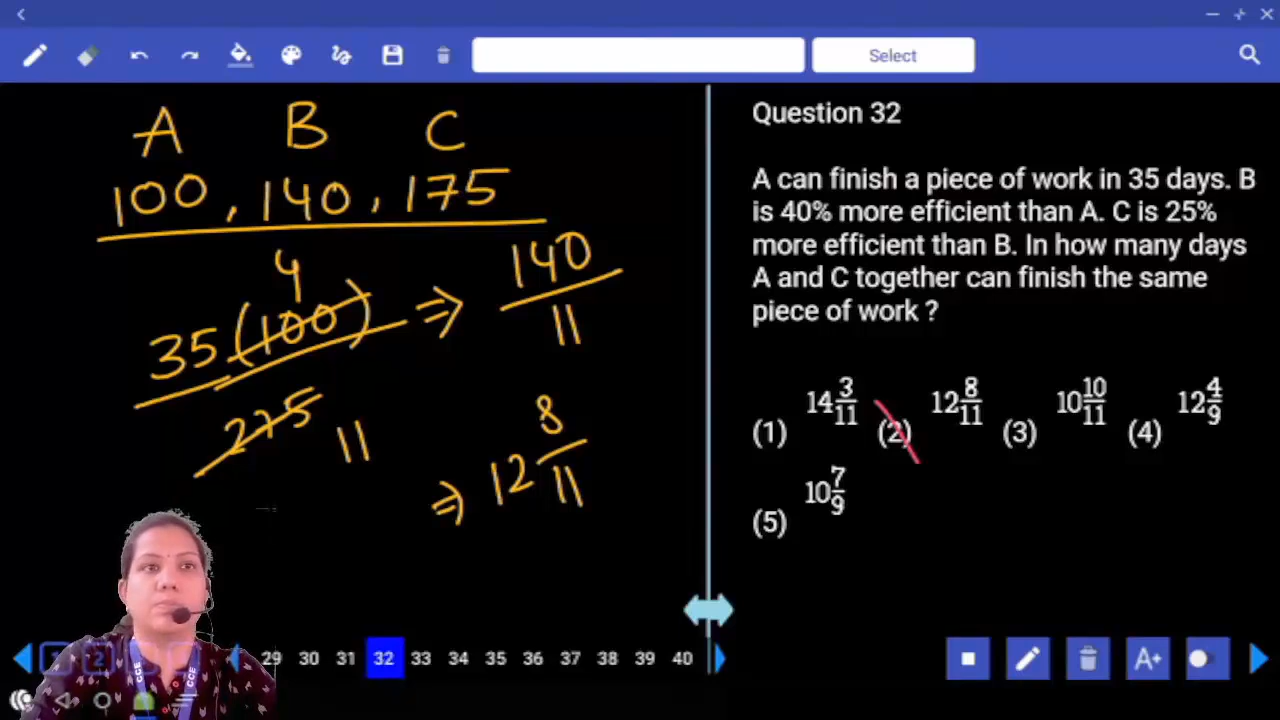 Select
A B C
100, 140, 175
4
35(100) ⇒ 140/11
275 11
⇒ 12 8/11
Question 32
A can finish a piece of work in 35 days. B
is 40% more efficient than A. C is 25%
more efficient than B. In how many days
A and C together can finish the same
piece of work ?
(1) 14 3/11 (2) 12 8/11 (3) 10 10/11 (4) 12 4/9
(5) 10 7/9
1 2 29 30 31 32 33 34 35 36 37 38 39 40 A+
CCE CCE